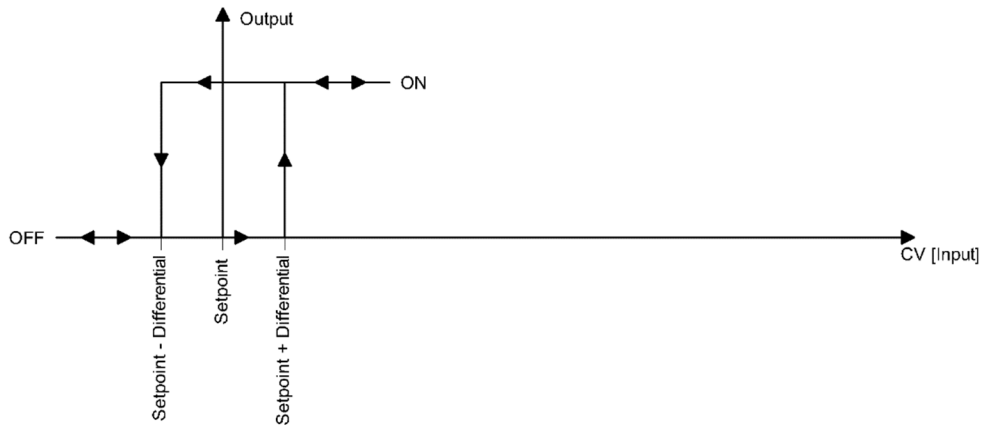 Output
ON
OFF
CV [Input]
Setpoint - Differential
Setpoint
Setpoint + Differential